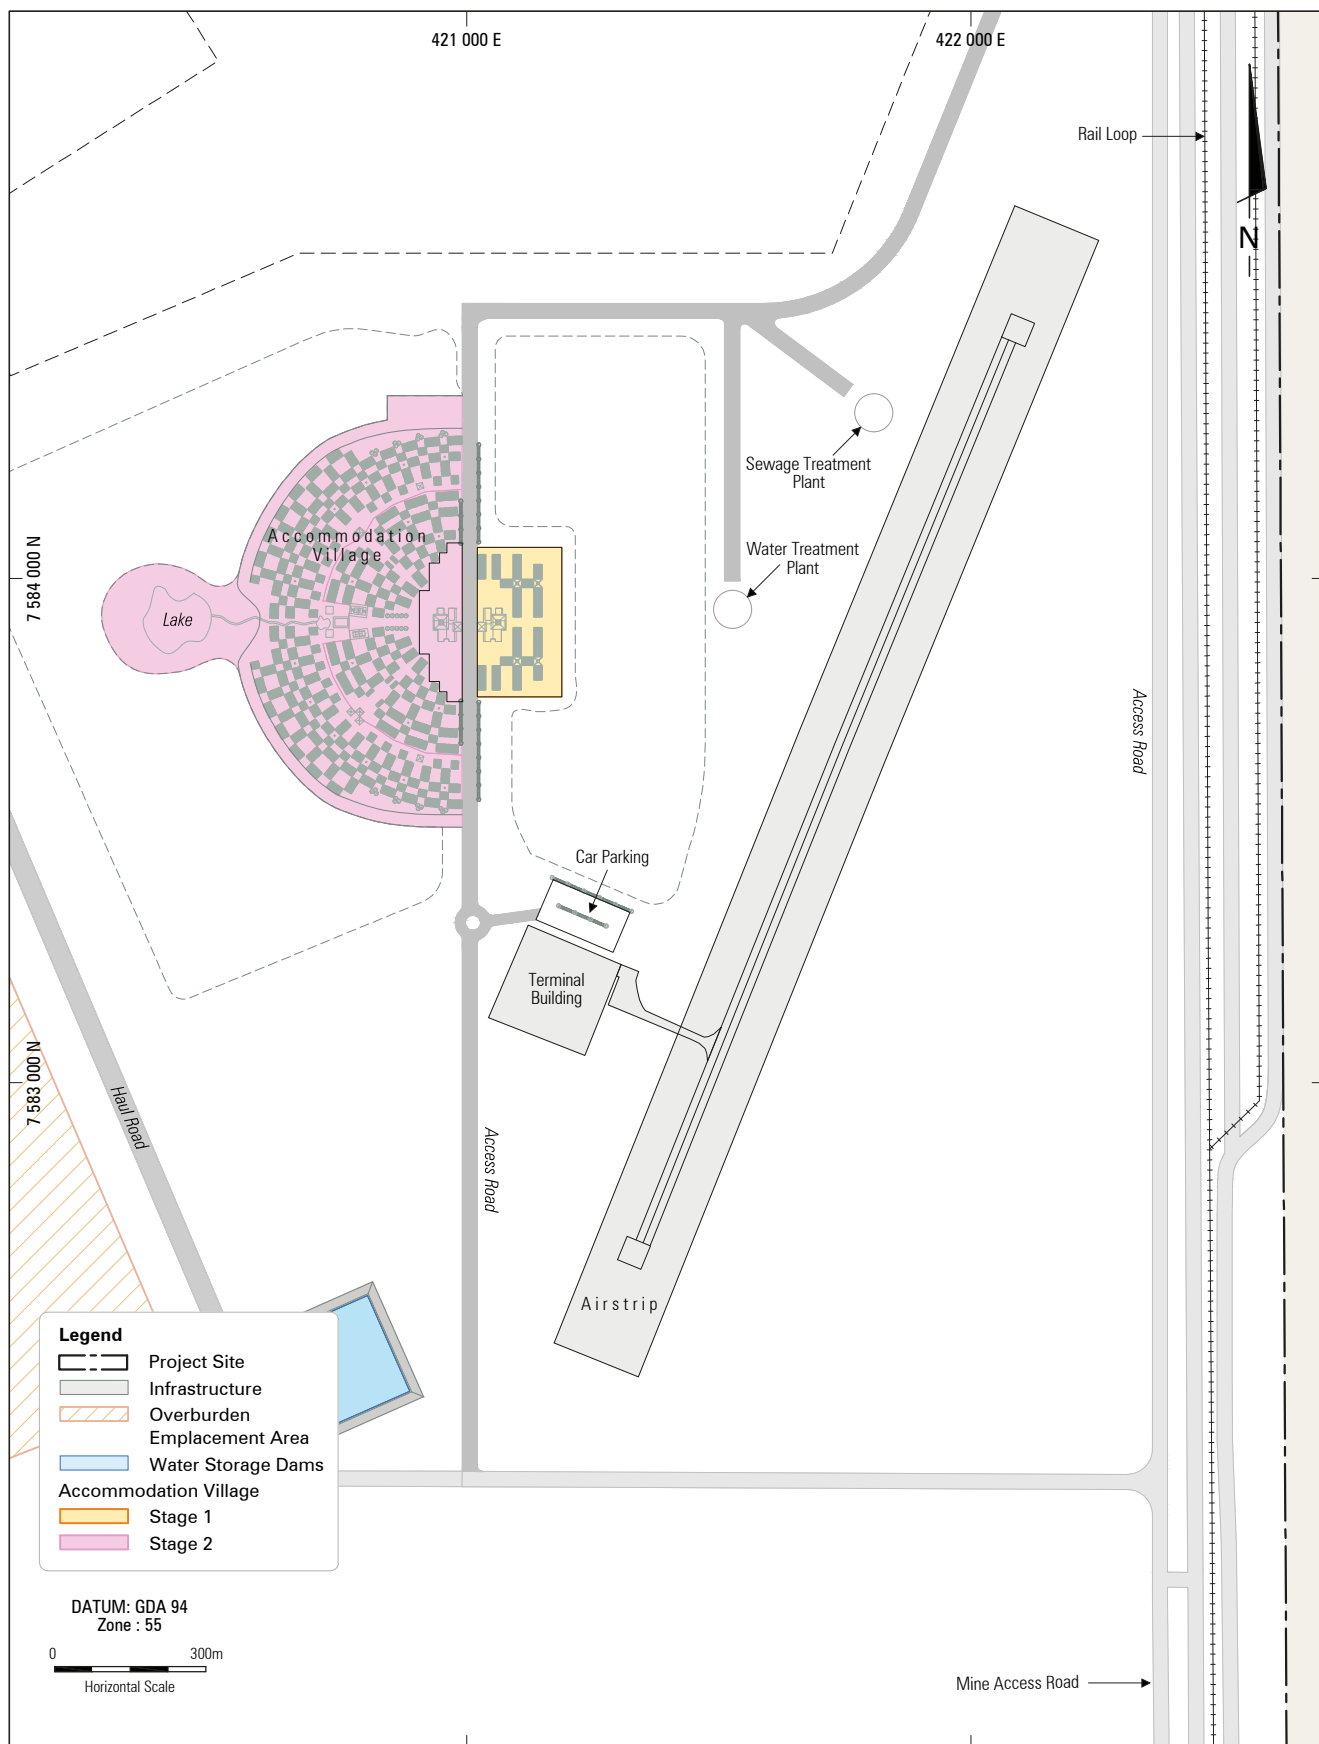 421 000 E
422 000 E
Rail Loop
N
Sewage Treatment
Plant
Accommodation
Village
Water Treatment
Plant
7 584 000 N
Lake
Access Road
Car Parking
Terminal
Building
7 583 000 N
Haul Road
Access Road
Airstrip
Legend
Project Site
Infrastructure
Overburden
Emplacement Area
Water Storage Dams
Accommodation Village
Stage 1
Stage 2
DATUM: GDA 94
Zone : 55
0 300m
Horizontal Scale
Mine Access Road